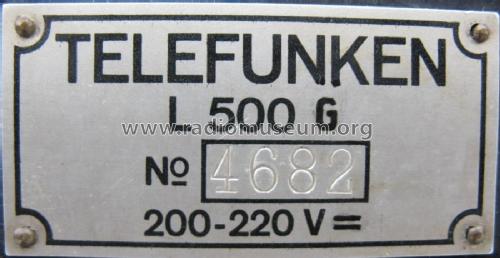 TELEFUNKEN
L 500 G
www.radiomuseum.org
No 4682
200-220 V=